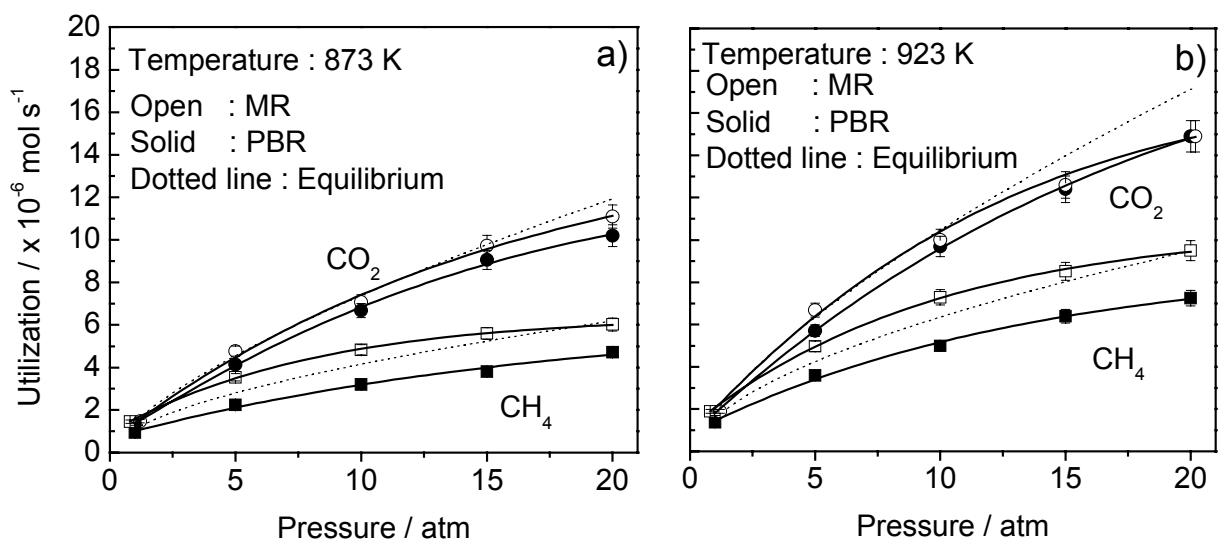 Utilization / x 10⁻⁶ mol s⁻¹
20
18
16
14
12
10
8
6
4
2
0
Temperature : 873 K
a)
Open : MR
Solid : PBR
Dotted line : Equilibrium
CO₂
CH₄
0 5 10 15 20
Pressure / atm
Temperature : 923 K
b)
Open : MR
Solid : PBR
Dotted line : Equilibrium
CO₂
CH₄
0 5 10 15 20
Pressure / atm